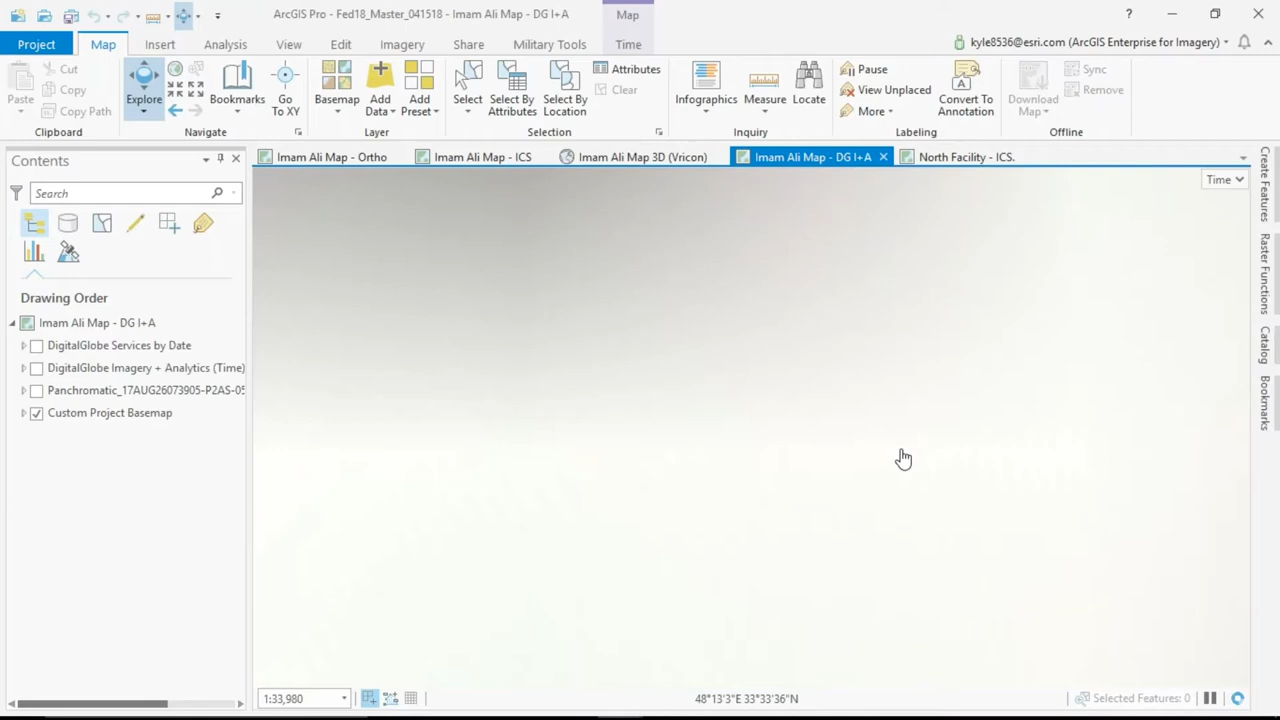 ArcGIS Pro - Fed18_Master_041518 - Imam Ali Map - DG I+A
Map
?
Project
Map
Insert
Analysis
View
Edit
Imagery
Share
Military Tools
Time
kyle8536@esri.com (ArcGIS Enterprise for Imagery)
Paste
Cut
Copy
Copy Path
Clipboard
Explore
Bookmarks
Go To XY
Navigate
Basemap
Add Data
Add Preset
Layer
Select
Select By Attributes
Select By Location
Attributes
Clear
Selection
Infographics
Measure
Locate
Inquiry
Pause
View Unplaced
More
Convert To Annotation
Labeling
Download Map
Sync
Remove
Offline
Contents
Search
Drawing Order
Imam Ali Map - DG I+A
DigitalGlobe Services by Date
DigitalGlobe Imagery + Analytics (Time)
Panchromatic_17AUG26073905-P2AS-05
Custom Project Basemap
Imam Ali Map - Ortho
Imam Ali Map - ICS
Imam Ali Map 3D (Vricon)
Imam Ali Map - DG I+A
North Facility - ICS.
Time
Create Features
Raster Functions
Catalog
Bookmarks
1:33,980
48°13'3"E 33°33'36"N
Selected Features: 0